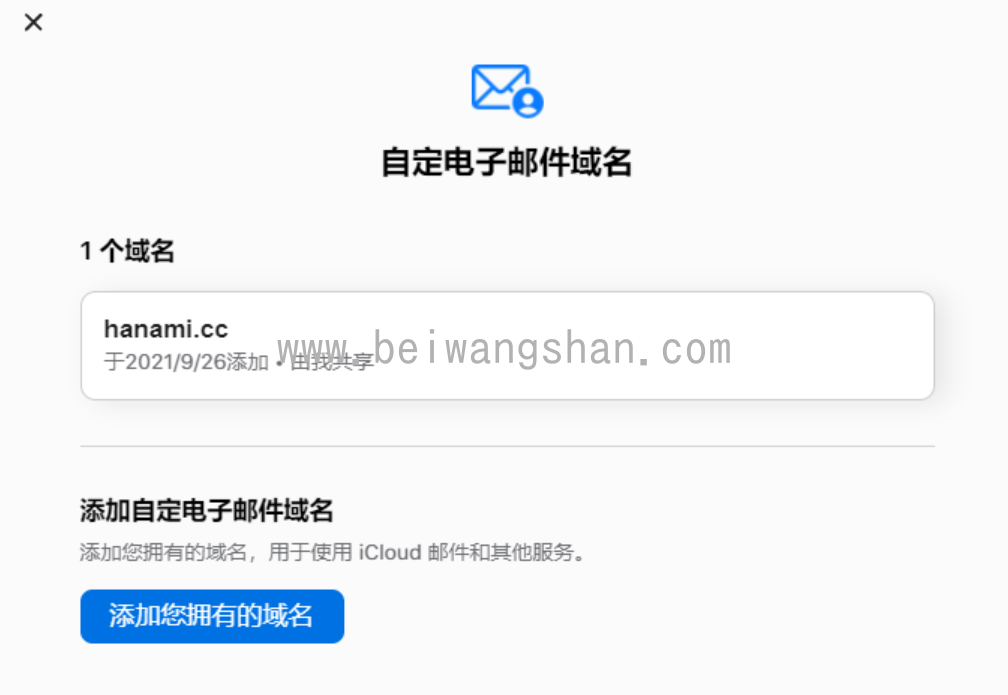 自定电子邮件域名
1 个域名
hanami.cc
于2021/9/26添加 • 由我共享
www.beiwangshan.com
添加自定电子邮件域名
添加您拥有的域名，用于使用 iCloud 邮件和其他服务。
添加您拥有的域名